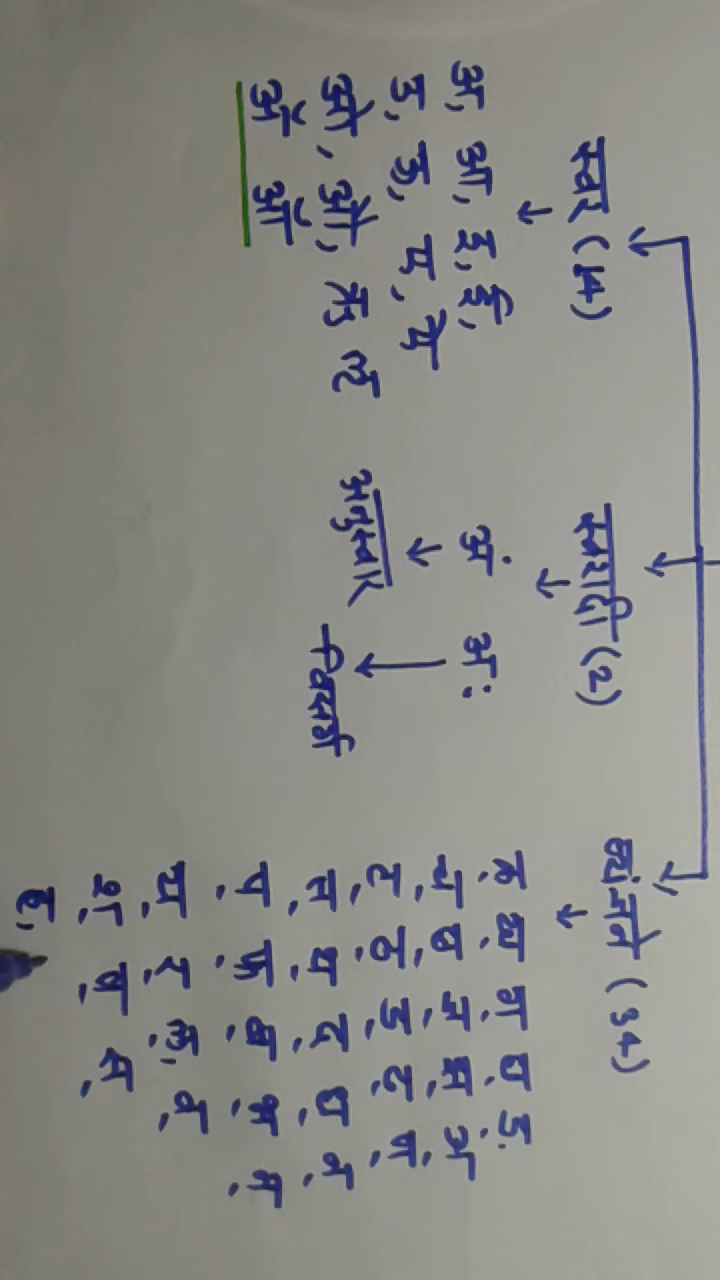 स्वर (14)
अ, आ, इ, ई,
उ, ऊ, ए, ऐ
ओ, औ, ऋ ऌ
ॲ ऑ
स्वरादी (2)
अं अः
अनुस्वार
विसर्ग
व्यंजने (34)
क, ख, ग, घ, ङ,
च, छ, ज, झ, ञ,
ट, ठ, ड, ढ, ण,
त, थ, द, ध, न,
प, फ, ब, भ, म,
य, र, ल, व,
श, ष, स,
ह,